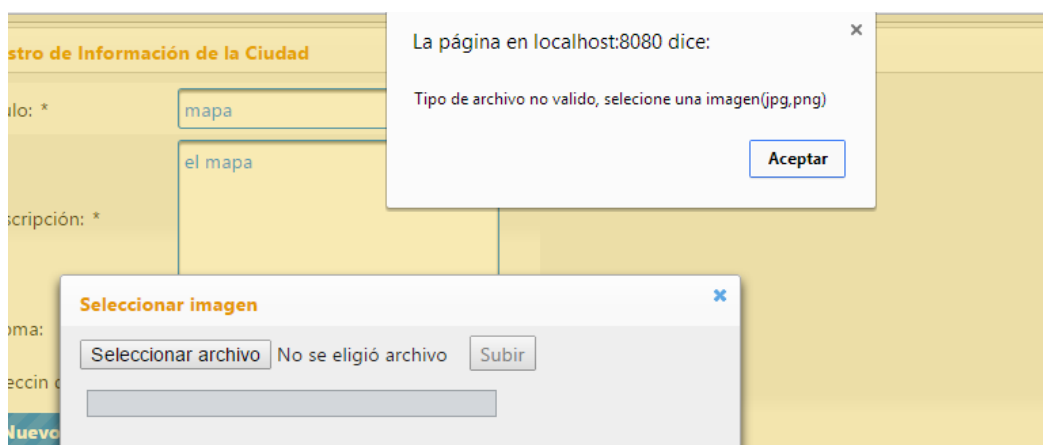 stro de Información de la Ciudad
La página en localhost:8080 dice:
Tipo de archivo no valido, selecione una imagen(jpg,png)
Aceptar
ulo: *
mapa
el mapa
scripción: *
Seleccionar imagen
oma:
Seleccionar archivo No se eligió archivo Subir
eccin
Nuevo